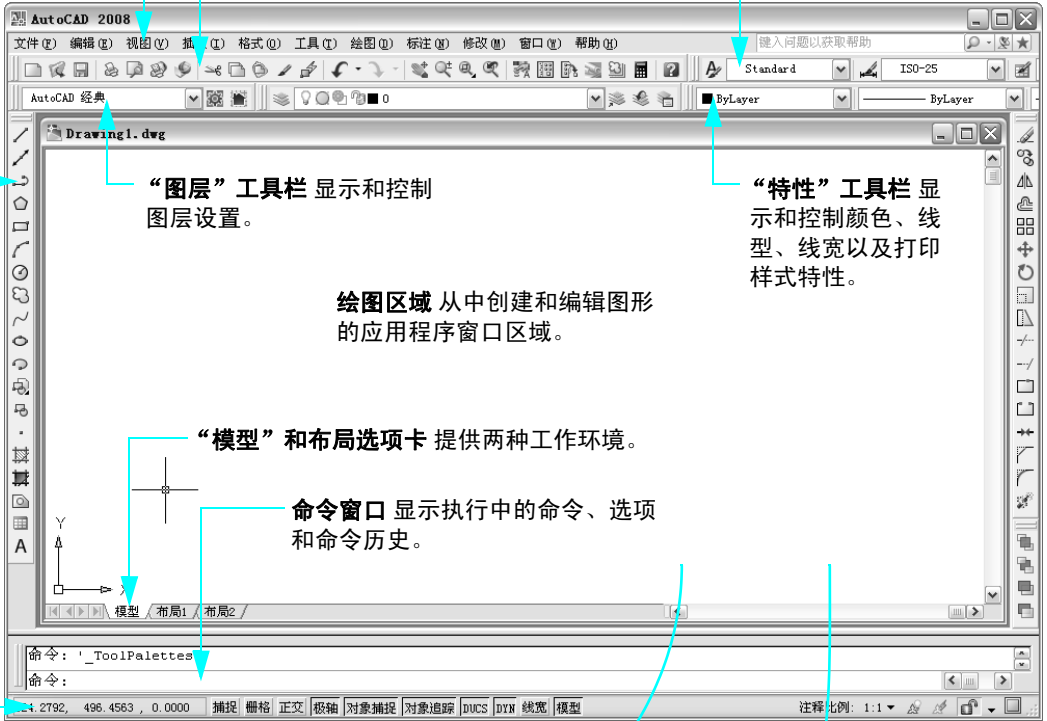 AutoCAD 2008
文件(F) 编辑(E) 视图(V) 插 (I) 格式(O) 工具(T) 绘图(D) 标注(N) 修改(M) 窗口(W) 帮助(H) 键入问题以获取帮助
Standard ISO-25
AutoCAD 经典 0 ByLayer ByLayer
Drawing1.dwg
“图层”工具栏 显示和控制
图层设置。
“特性”工具栏 显
示和控制颜色、线
型、线宽以及打印
样式特性。
绘图区域 从中创建和编辑图形
的应用程序窗口区域。
“模型”和布局选项卡 提供两种工作环境。
命令窗口 显示执行中的命令、选项
和命令历史。
Y
X
A
模型 布局1 布局2
命令: '_ToolPalettes
命令:
4.2792, 496.4563 , 0.0000 捕捉 栅格 正交 极轴 对象捕捉 对象追踪 DUCS DYN 线宽 模型 注释比例: 1:1